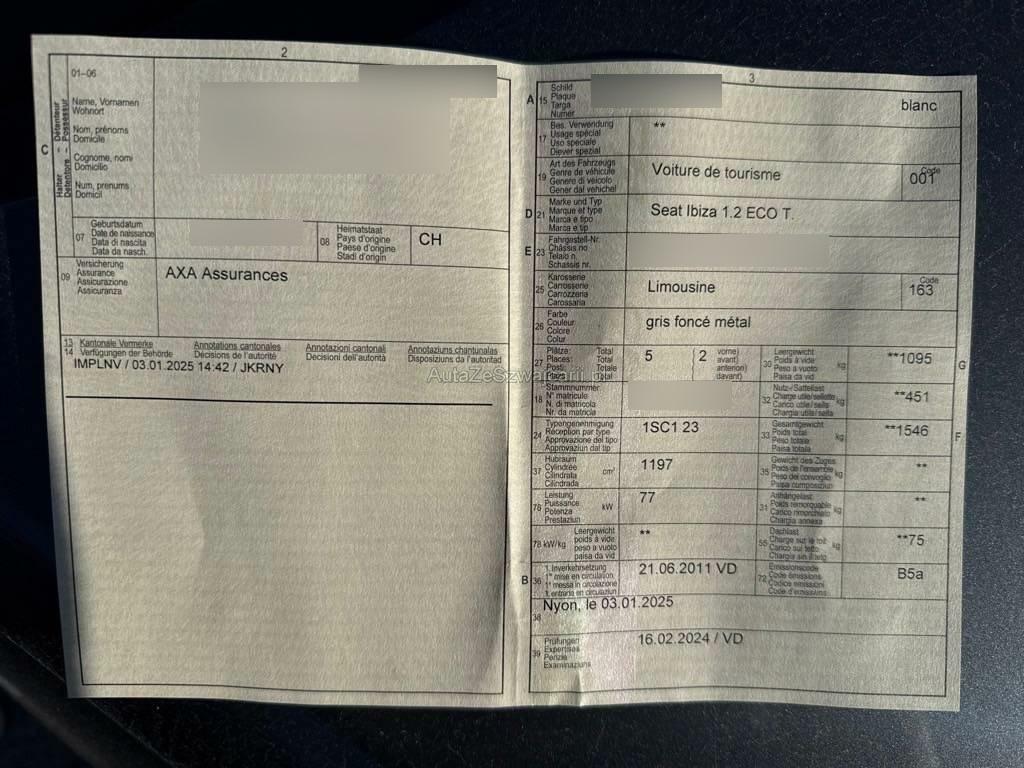 2
01–06
Name, Vornamen
Wohnort
Nom, prénoms
Domicile
Cognome, nomi
Domicilio
Num, prenums
Domicil
C
Halter – Détenteur
Detentore – Possessur
07
Geburtsdatum
Date de naissance
Data di nascita
Data da nasch.
08
Heimatstaat
Pays d'origine
Paese d'origine
Stadi d'origin
CH
09
Versicherung
Assurance
Assicurazione
Assicuranza
AXA Assurances
13
14
Kantonale Vermerke
Verfügungen der Behörde
Annotations cantonales
Décisions de l'autorité
Annotazioni cantonali
Decisioni dell'autorità
Annotaziuns chantunalas
Disposiziuns da l'autoritad
IMPLNV / 03.01.2025 14:42 / JKRNY
3
A
15
Schild
Plaque
Targa
Numer
blanc
17
Bes. Verwendung
Usage spécial
Uso speciale
Diever spezial
**
19
Art des Fahrzeugs
Genre de véhicule
Genere di veicolo
Gener dal vehichel
Voiture de tourisme
Code
001
D
21
Marke und Typ
Marque et type
Marca e tipo
Marca e tip
Seat Ibiza 1.2 ECO T.
E
23
Fahrgestell-Nr.
Châssis no
Telaio n.
Schassis nr.
25
Karosserie
Carrosserie
Carrozzeria
Carossaria
Limousine
Code
163
26
Farbe
Couleur
Colore
Colur
gris foncé métal
27
Plätze: Total
Places: Total
Posti: Totale
Plazs: Total
5
2
vorne)
avant)
anteriori)
davant)
30
Leergewicht
Poids à vide
Peso a vuoto
Paisa da vid
kg
**1095
G
18
Stammnummer
N° matricule
N. di matricola
Nr. da matricla
32
Nutz-/Sattellast
Charge utile/sellette
Carico utile/sella
Chargia utila/sella
kg
**451
24
Typengenehmigung
Réception par type
Approvazione del tipo
Approvaziun dal tip
1SC1 23
33
Gesamtgewicht
Poids total
Peso totale
Paisa totala
kg
**1546
F
37
Hubraum
Cylindrée
Cilindrata
Cilindrada
cm³
1197
35
Gewicht des Zuges
Poids de l'ensemble
Peso del convoglio
Paisa cumposiziun
kg
**
76
Leistung
Puissance
Potenza
Prestaziun
kW
77
31
Anhängelast
Poids remorquable
Carico rimorchiato
Chargia annexa
kg
**
78 kW/kg
Leergewicht
poids à vide
peso a vuoto
paisa da vid
**
55
Dachlast
Charge sur le toit
Carico sul tetto
Chargia sin il tetg
kg
**75
B
36
1. Inverkehrsetzung
1re mise en circulation
1a messa in circolazione
1. entrada en circulaziun
21.06.2011 VD
72
Emissionscode
Code émissions
Codice emissioni
Code d'emissiuns
B5a
38
Nyon, le 03.01.2025
39
Prüfungen
Expertises
Perizie
Examinaziuns
16.02.2024 / VD